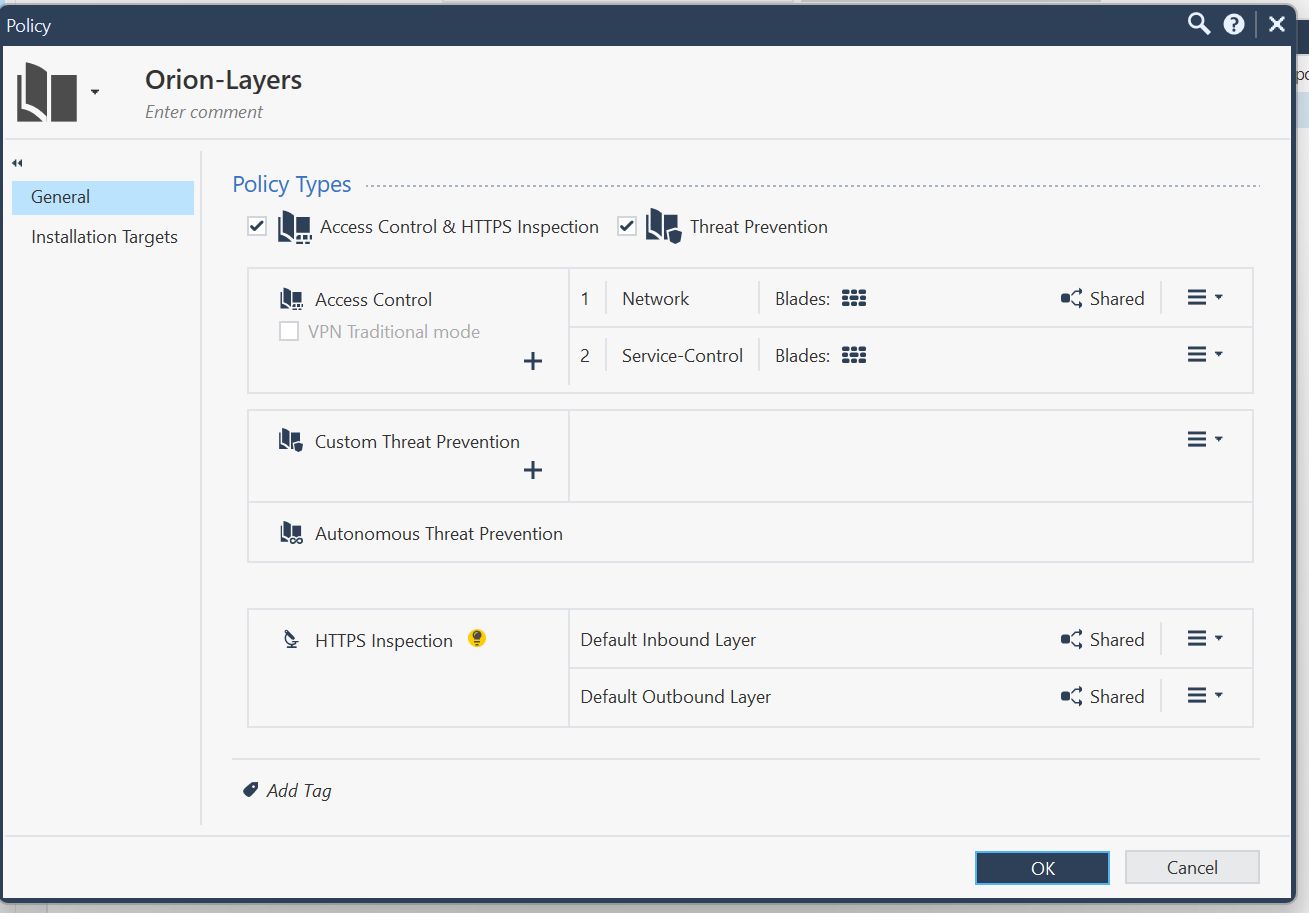 Policy
po
Orion-Layers
Enter comment
General
Installation Targets
Policy Types
Access Control & HTTPS Inspection
Threat Prevention
Access Control
VPN Traditional mode
1 Network Blades: Shared
2 Service-Control Blades:
Custom Threat Prevention
Autonomous Threat Prevention
HTTPS Inspection
Default Inbound Layer Shared
Default Outbound Layer Shared
Add Tag
OK
Cancel